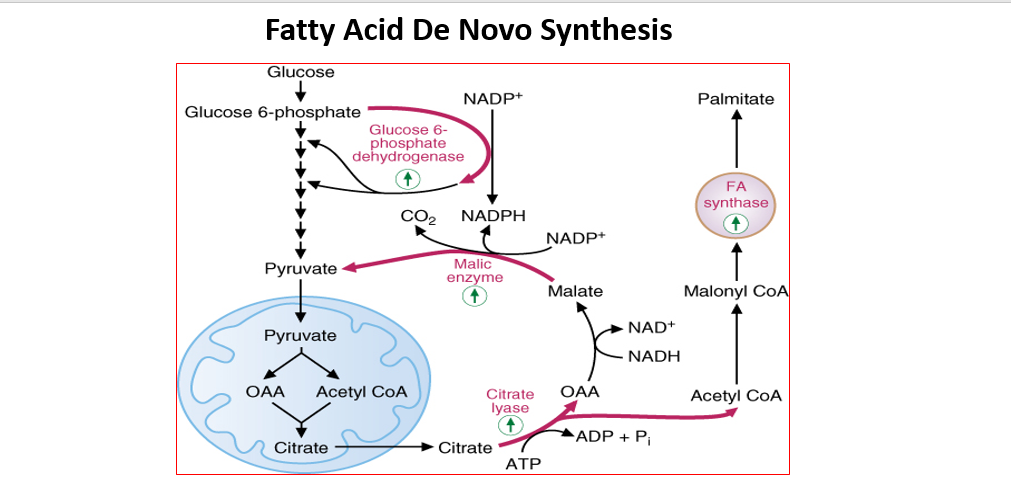 Fatty Acid De Novo Synthesis
Glucose
Glucose 6-phosphate
NADP+
Palmitate
Glucose 6-
phosphate
dehydrogenase
FA
synthase
CO2
NADPH
NADP+
Pyruvate
Malic
enzyme
Malate
Malonyl CoA
Pyruvate
NAD+
NADH
OAA
Acetyl CoA
Citrate
lyase
OAA
Acetyl CoA
Citrate
Citrate
ADP + Pi
ATP